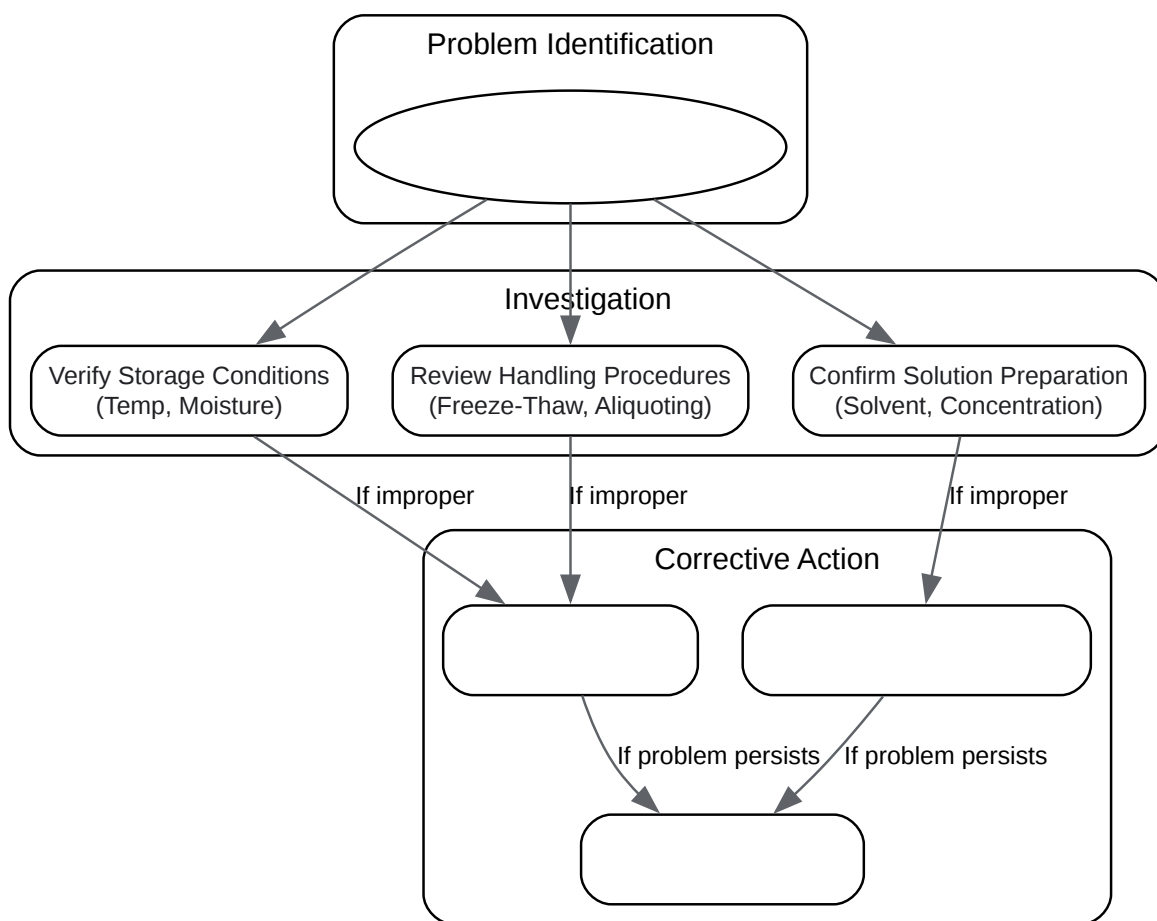 Problem Identification
Investigation
Verify Storage Conditions
(Temp, Moisture)
Review Handling Procedures
(Freeze-Thaw, Aliquoting)
Confirm Solution Preparation
(Solvent, Concentration)
If improper
If improper
If improper
Corrective Action
If problem persists
If problem persists